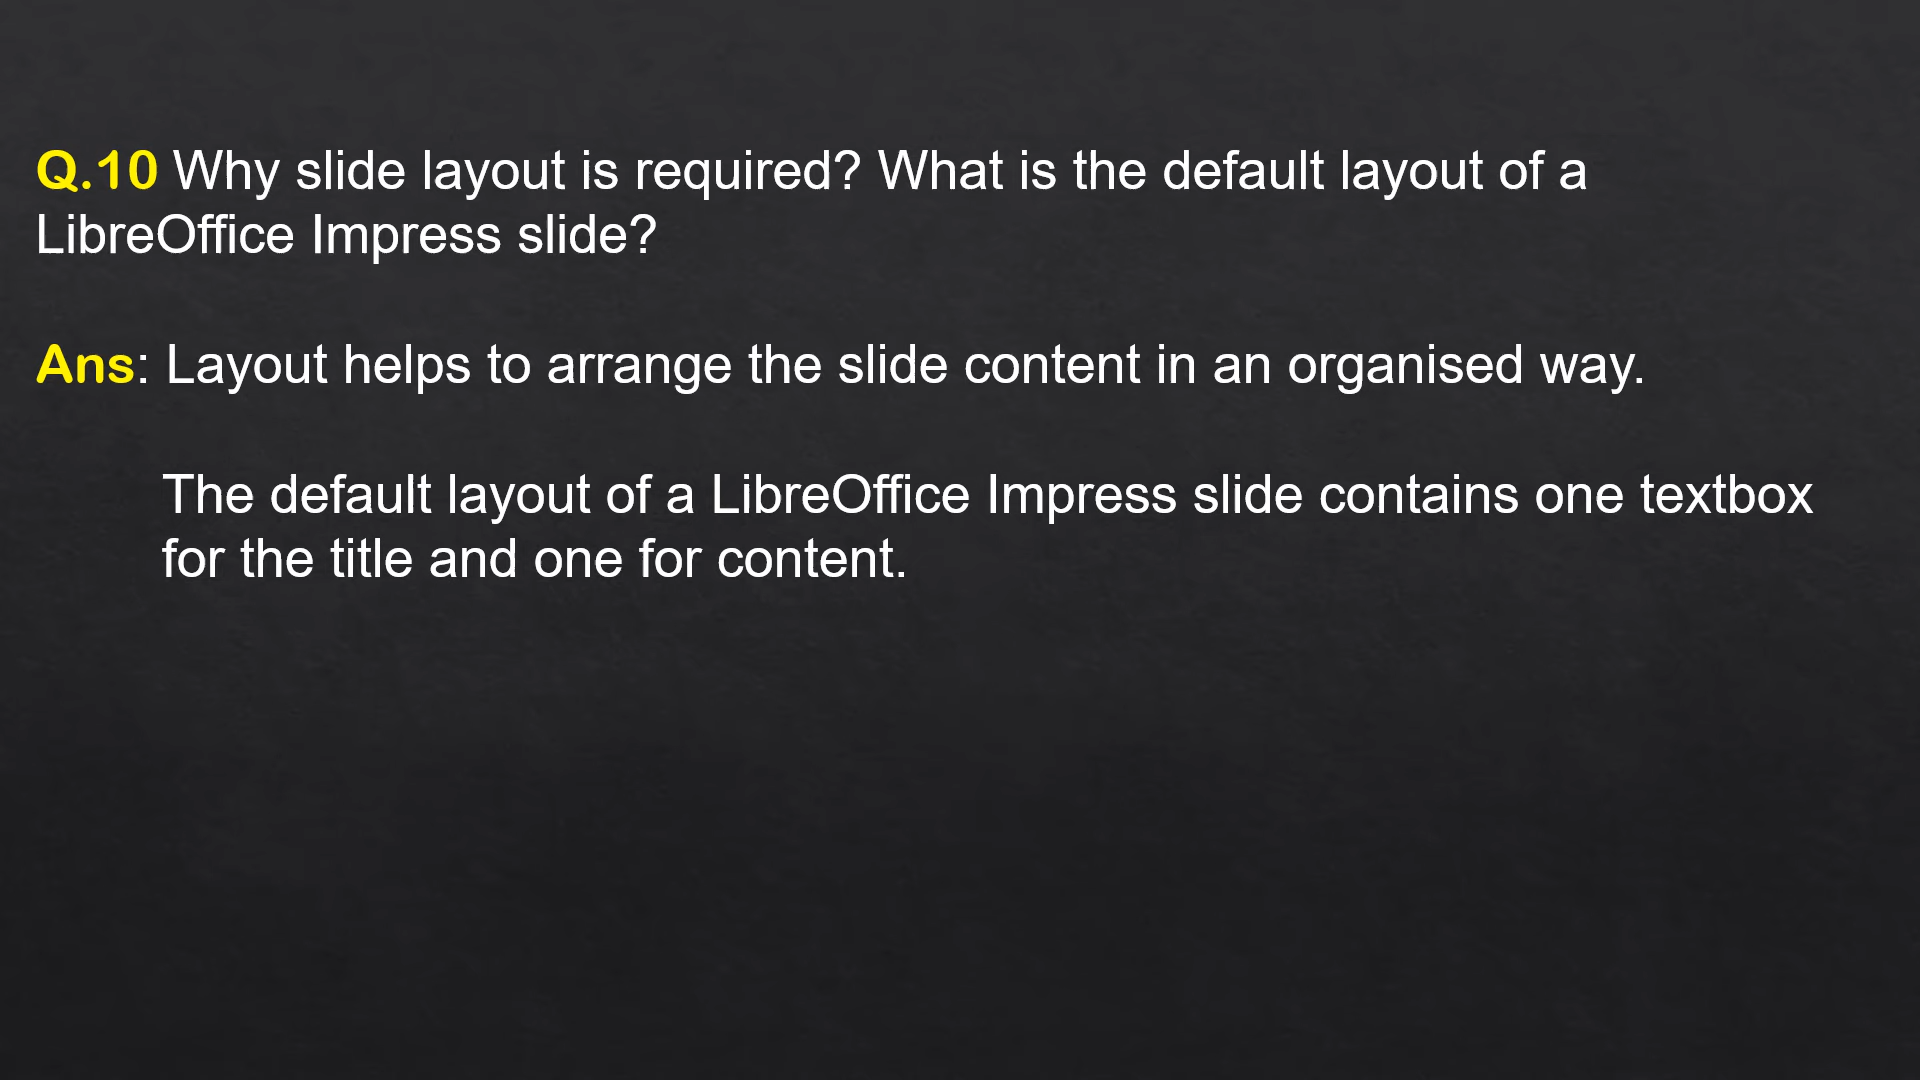 Q.10 Why slide layout is required? What is the default layout of a
LibreOffice Impress slide?
Ans: Layout helps to arrange the slide content in an organised way.
The default layout of a LibreOffice Impress slide contains one textbox
for the title and one for content.